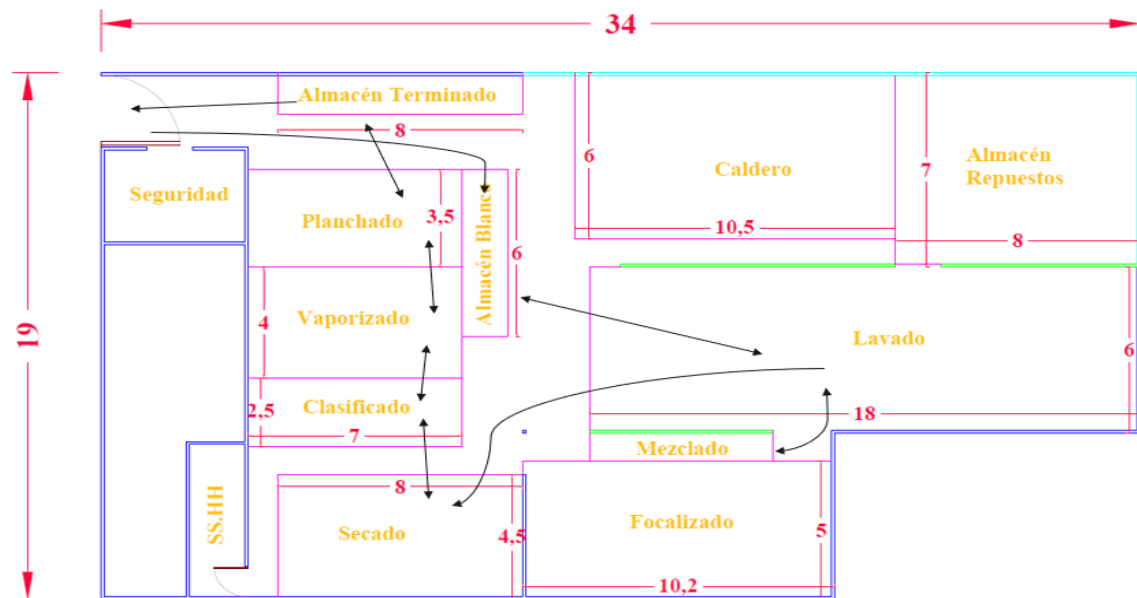 34
Almacén Terminado
8
Seguridad
Planchado
3,5
Almacén Blanco
6
6
Caldero
10,5
7
Almacén
Repuestos
8
19
Vaporizado
4
Lavado
6
18
Clasificado
2,5
7
Mezclado
SS.HH
8
Secado
4,5
Focalizado
5
10,2